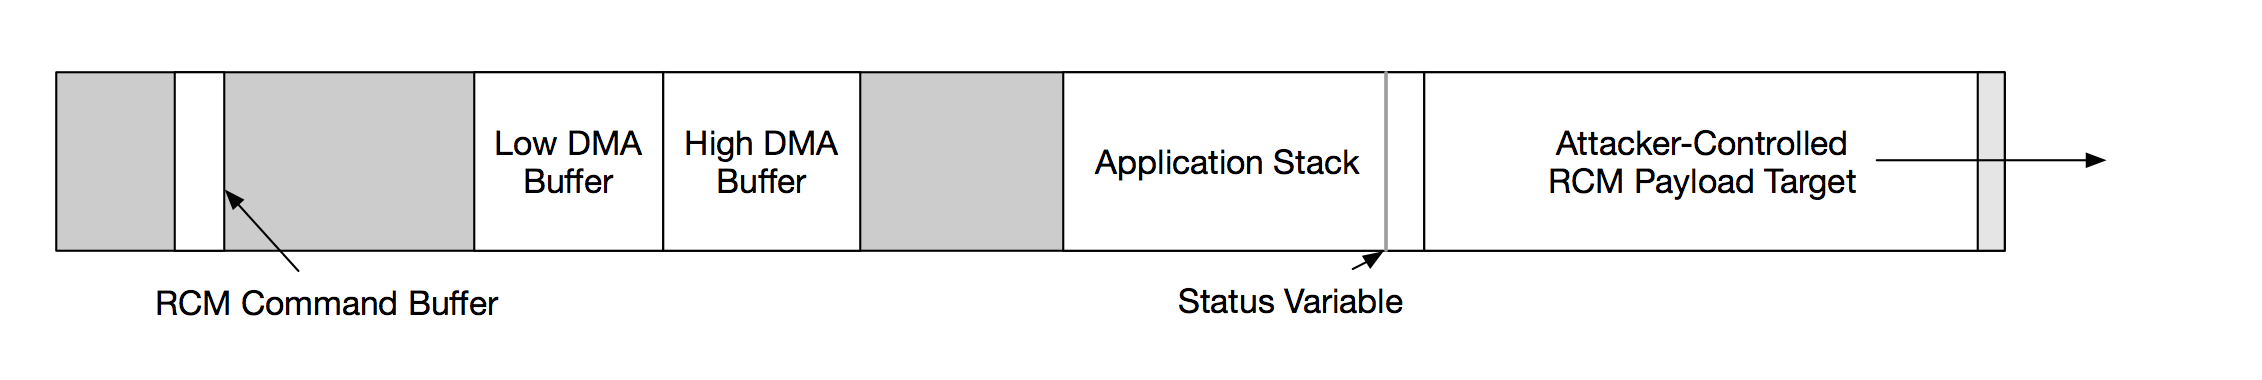 Low DMA
Buffer
High DMA
Buffer
Application Stack
Attacker-Controlled
RCM Payload Target
RCM Command Buffer
Status Variable